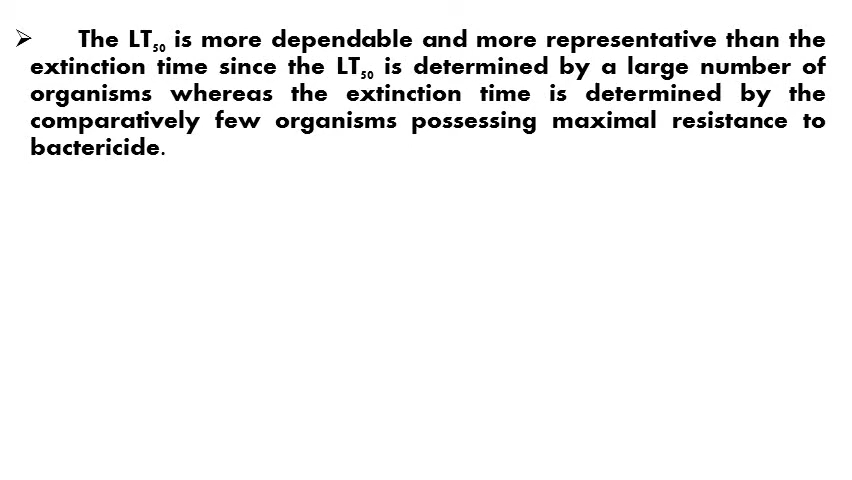 ➢ The LT₅₀ is more dependable and more representative than the
extinction time since the LT₅₀ is determined by a large number of
organisms whereas the extinction time is determined by the
comparatively few organisms possessing maximal resistance to
bactericide.